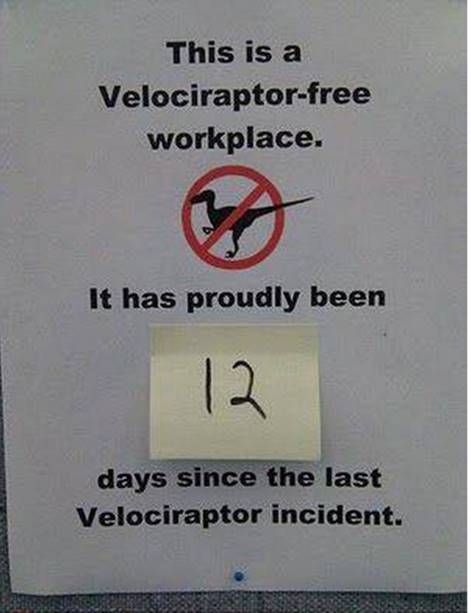 This is a
Velociraptor-free
workplace.
It has proudly been
12
days since the last
Velociraptor incident.